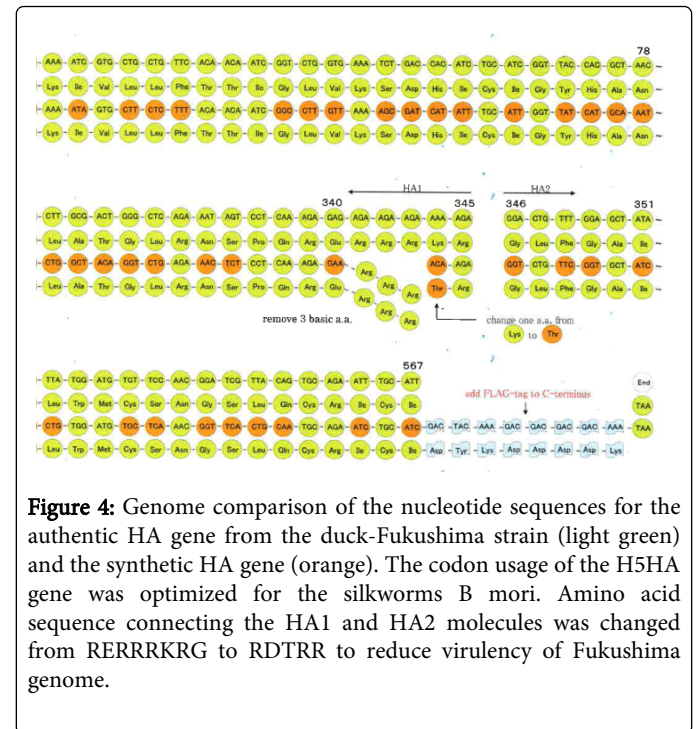 78
-AAA-ATC-GTG-CTG-CTG-TTC-ACA-ACA-ATC-GGT-CTG-GTG-AAA-TCT-GAC-CAC-ATC-TGC-ATC-GGT-TAC-CAC-GCT-AAC ~
-Lys-Ile-Val-Leu-Leu-Phe-Thr-Thr-Ile-Gly-Leu-Val-Lys-Ser-Asp-His-Ile-Cys-Ile-Gly-Tyr-His-Ala-Asn ~
-AAA-ATA-GTG-CTT-CTC-TTT-ACA-ACA-ATC-GGC-CTT-GTT-AAA-AGC-GAT-CAT-ATT-TGC-ATT-GGT-TAT-CAT-GCA-AAT ~
-Lys-Ile-Val-Leu-Leu-Phe-Thr-Thr-Ile-Gly-Leu-Val-Lys-Ser-Asp-His-Ile-Cys-Ile-Gly-Tyr-His-Ala-Asn ~
HA1 HA2
340 345 346 351
-CTT-GCG-ACT-GGG-CTC-AGA-AAT-AGT-CCT-CAA-AGA-GAG-AGA-AGA-AGA-AAA-AGA GGA-CTG-TTT-GGA-GCT-ATA ~
-Leu-Ala-Thr-Gly-Leu-Arg-Asn-Ser-Pro-Gln-Arg-Glu-Arg-Arg-Arg-Lys-Arg Gly-Leu-Phe-Gly-Ala-Ile ~
-CTG-GCT-ACA-GGT-CTG-AGA-AAC-TCT-CCT-CAA-AGA-GAA ACA-AGA GGT-CTG-TTC-GGT-GCT-ATC ~
-Leu-Ala-Thr-Gly-Leu-Arg-Asn-Ser-Pro-Gln-Arg-Glu Thr-Arg Gly-Leu-Phe-Gly-Ala-Ile ~
Arg
Arg
Arg
Arg
Arg
Arg
remove 3 basic a.a.
change one a.a. from
Lys to Thr
567
-TTA-TGG-ATG-TGT-TCC-AAC-GGA-TCG-TTA-CAG-TGC-AGA-ATT-TGC-ATT
End
-Leu-Trp-Met-Cys-Ser-Asn-Gly-Ser-Leu-Gln-Cys-Arg-Ile-Cys-Ile
add FLAG-tag to C-terminus
TAA
-CTG-TGG-ATG-TGC-TCA-AAC-GGT-TCA-CTG-CAA-TGC-AGA-ATC-TGC-ATC-GAC-TAC-AAA-GAC-GAC-GAC-GAC-AAA-TAA
-Leu-Trp-Met-Cys-Ser-Asn-Gly-Ser-Leu-Gln-Cys-Arg-Ile-Cys-Ile-Asp-Tyr-Lys-Asp-Asp-Asp-Asp-Lys
Figure 4: Genome comparison of the nucleotide sequences for the
authentic HA gene from the duck-Fukushima strain (light green)
and the synthetic HA gene (orange). The codon usage of the H5HA
gene was optimized for the silkworms B mori. Amino acid
sequence connecting the HA1 and HA2 molecules was changed
from RERRRKRG to RDTRR to reduce virulency of Fukushima
genome.